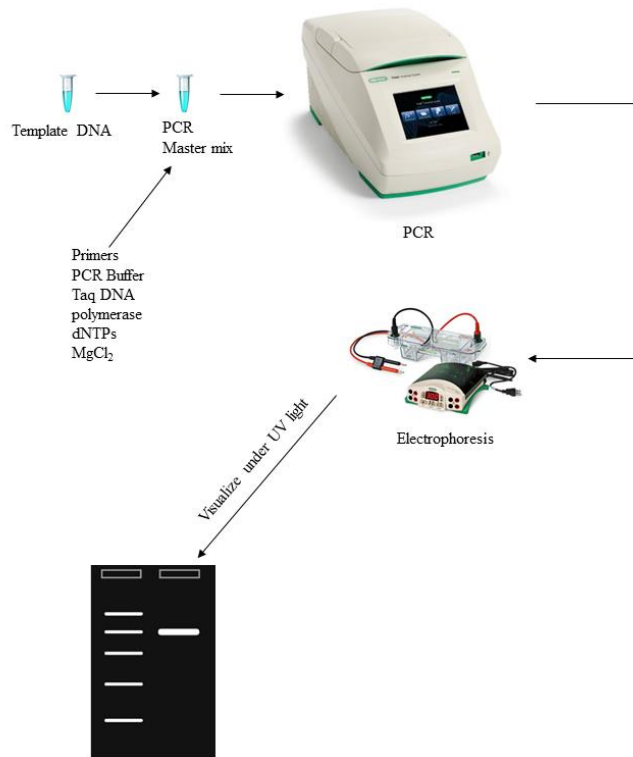 Template DNA
PCR
Master mix
PCR
Primers
PCR Buffer
Taq DNA
polymerase
dNTPs
MgCl₂
Electrophoresis
Visualize under UV light